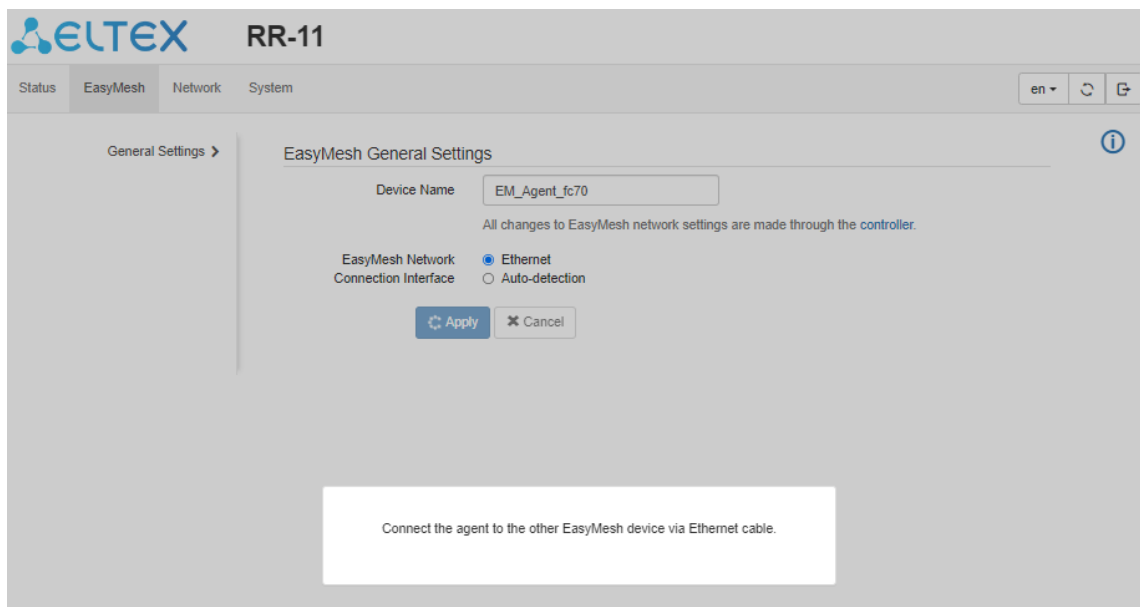 ELTEX RR-11
Status EasyMesh Network System en
General Settings
EasyMesh General Settings
Device Name EM_Agent_fc70
All changes to EasyMesh network settings are made through the controller.
EasyMesh Network Ethernet
Connection Interface Auto-detection
Apply Cancel
Connect the agent to the other EasyMesh device via Ethernet cable.